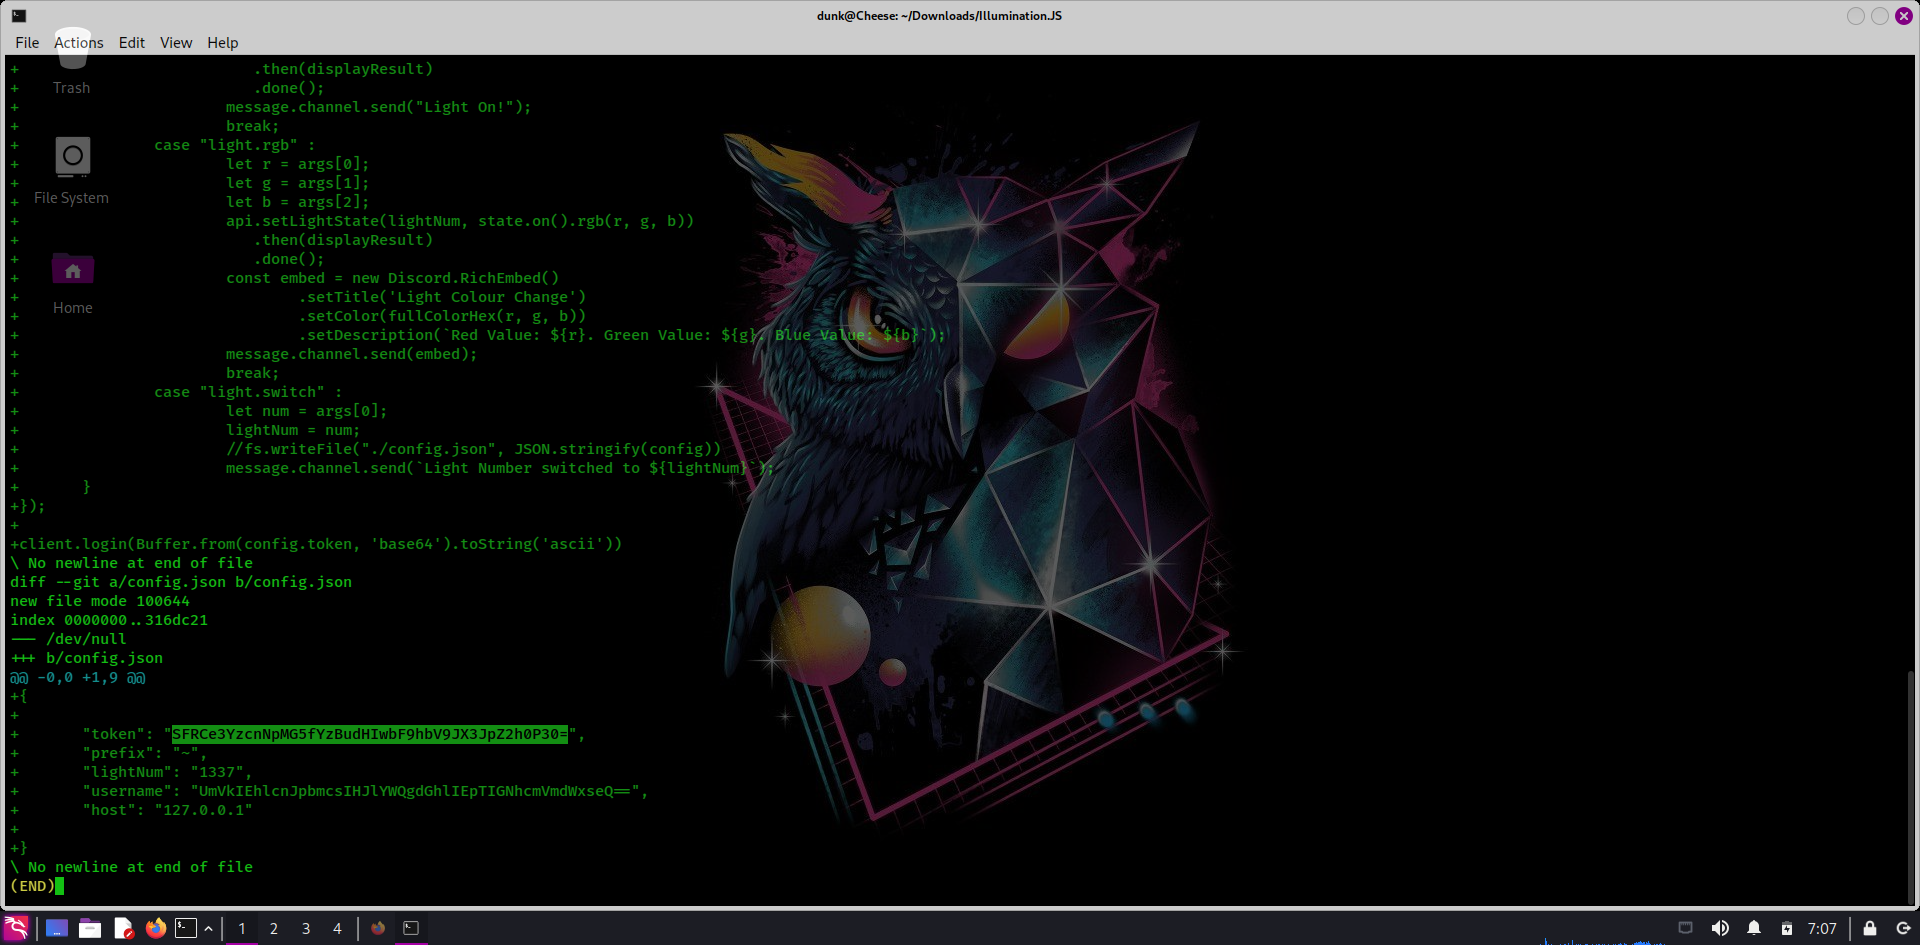 dunk@Cheese: ~/Downloads/Illumination.JS
File Actions Edit View Help
Trash
File System
Home
+ .then(displayResult)
+ .done();
+ message.channel.send("Light On!");
+ break;
+ case "light.rgb" :
+ let r = args[0];
+ let g = args[1];
+ let b = args[2];
+ api.setLightState(lightNum, state.on().rgb(r, g, b))
+ .then(displayResult)
+ .done();
+ const embed = new Discord.RichEmbed()
+ .setTitle('Light Colour Change')
+ .setColor(fullColorHex(r, g, b))
+ .setDescription(`Red Value: ${r}. Green Value: ${g}. Blue Value: ${b}`);
+ message.channel.send(embed);
+ break;
+ case "light.switch" :
+ let num = args[0];
+ lightNum = num;
+ //fs.writeFile("./config.json", JSON.stringify(config))
+ message.channel.send(`Light Number switched to ${lightNum}`);
+ }
+});
+
+client.login(Buffer.from(config.token, 'base64').toString('ascii'))
\ No newline at end of file
diff --git a/config.json b/config.json
new file mode 100644
index 0000000..316dc21
--- /dev/null
+++ b/config.json
@@ -0,0 +1,9 @@
+{
+
+ "token": "SFRCe3YzcnNpMG5fYzBudHIwbF9hbV9JX3JpZ2h0P30=",
+ "prefix": "~",
+ "lightNum": "1337",
+ "username": "UmVkIEhlcnJpbmcsIHJlYWQgdGhlIEpTIGNhcmVmdWxseQ==",
+ "host": "127.0.0.1"
+
+}
\ No newline at end of file
(END)
1 2 3 4
7:07